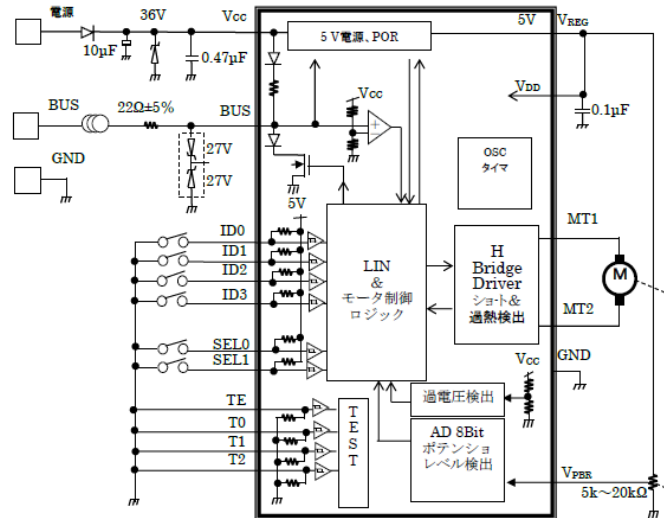 電源
36V
Vcc
10µF
0.47µF
5 V電源、POR
5V
VREG
VDD
0.1µF
BUS
22Ω±5%
BUS
Vcc
27V
27V
GND
OSC
タイマ
5V
ID0
ID1
ID2
ID3
SEL0
SEL1
LIN
&
モータ制御
ロジック
H
Bridge
Driver
ショート&
過熱検出
MT1
M
MT2
GND
Vcc
過電圧検出
TE
T0
T1
T2
TEST
AD 8Bit
ポテンショ
レベル検出
VPBR
5k～20kΩ